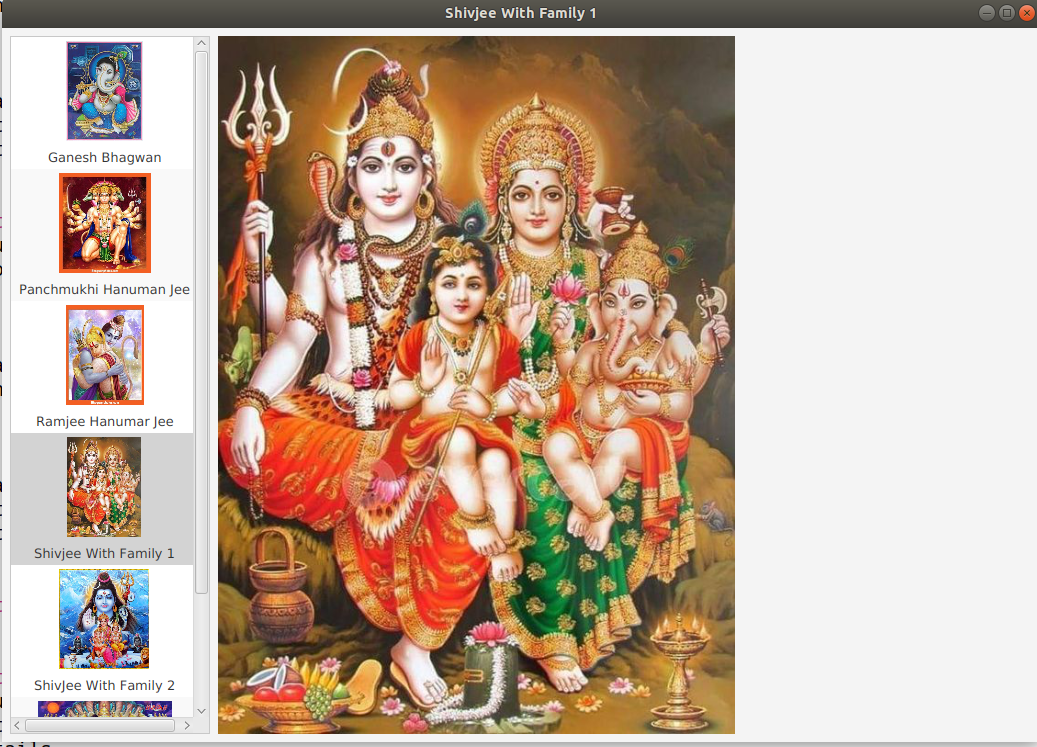 Shivjee With Family 1
Ganesh Bhagwan
Panchmukhi Hanuman Jee
Ramjee Hanumar Jee
Shivjee With Family 1
ShivJee With Family 2